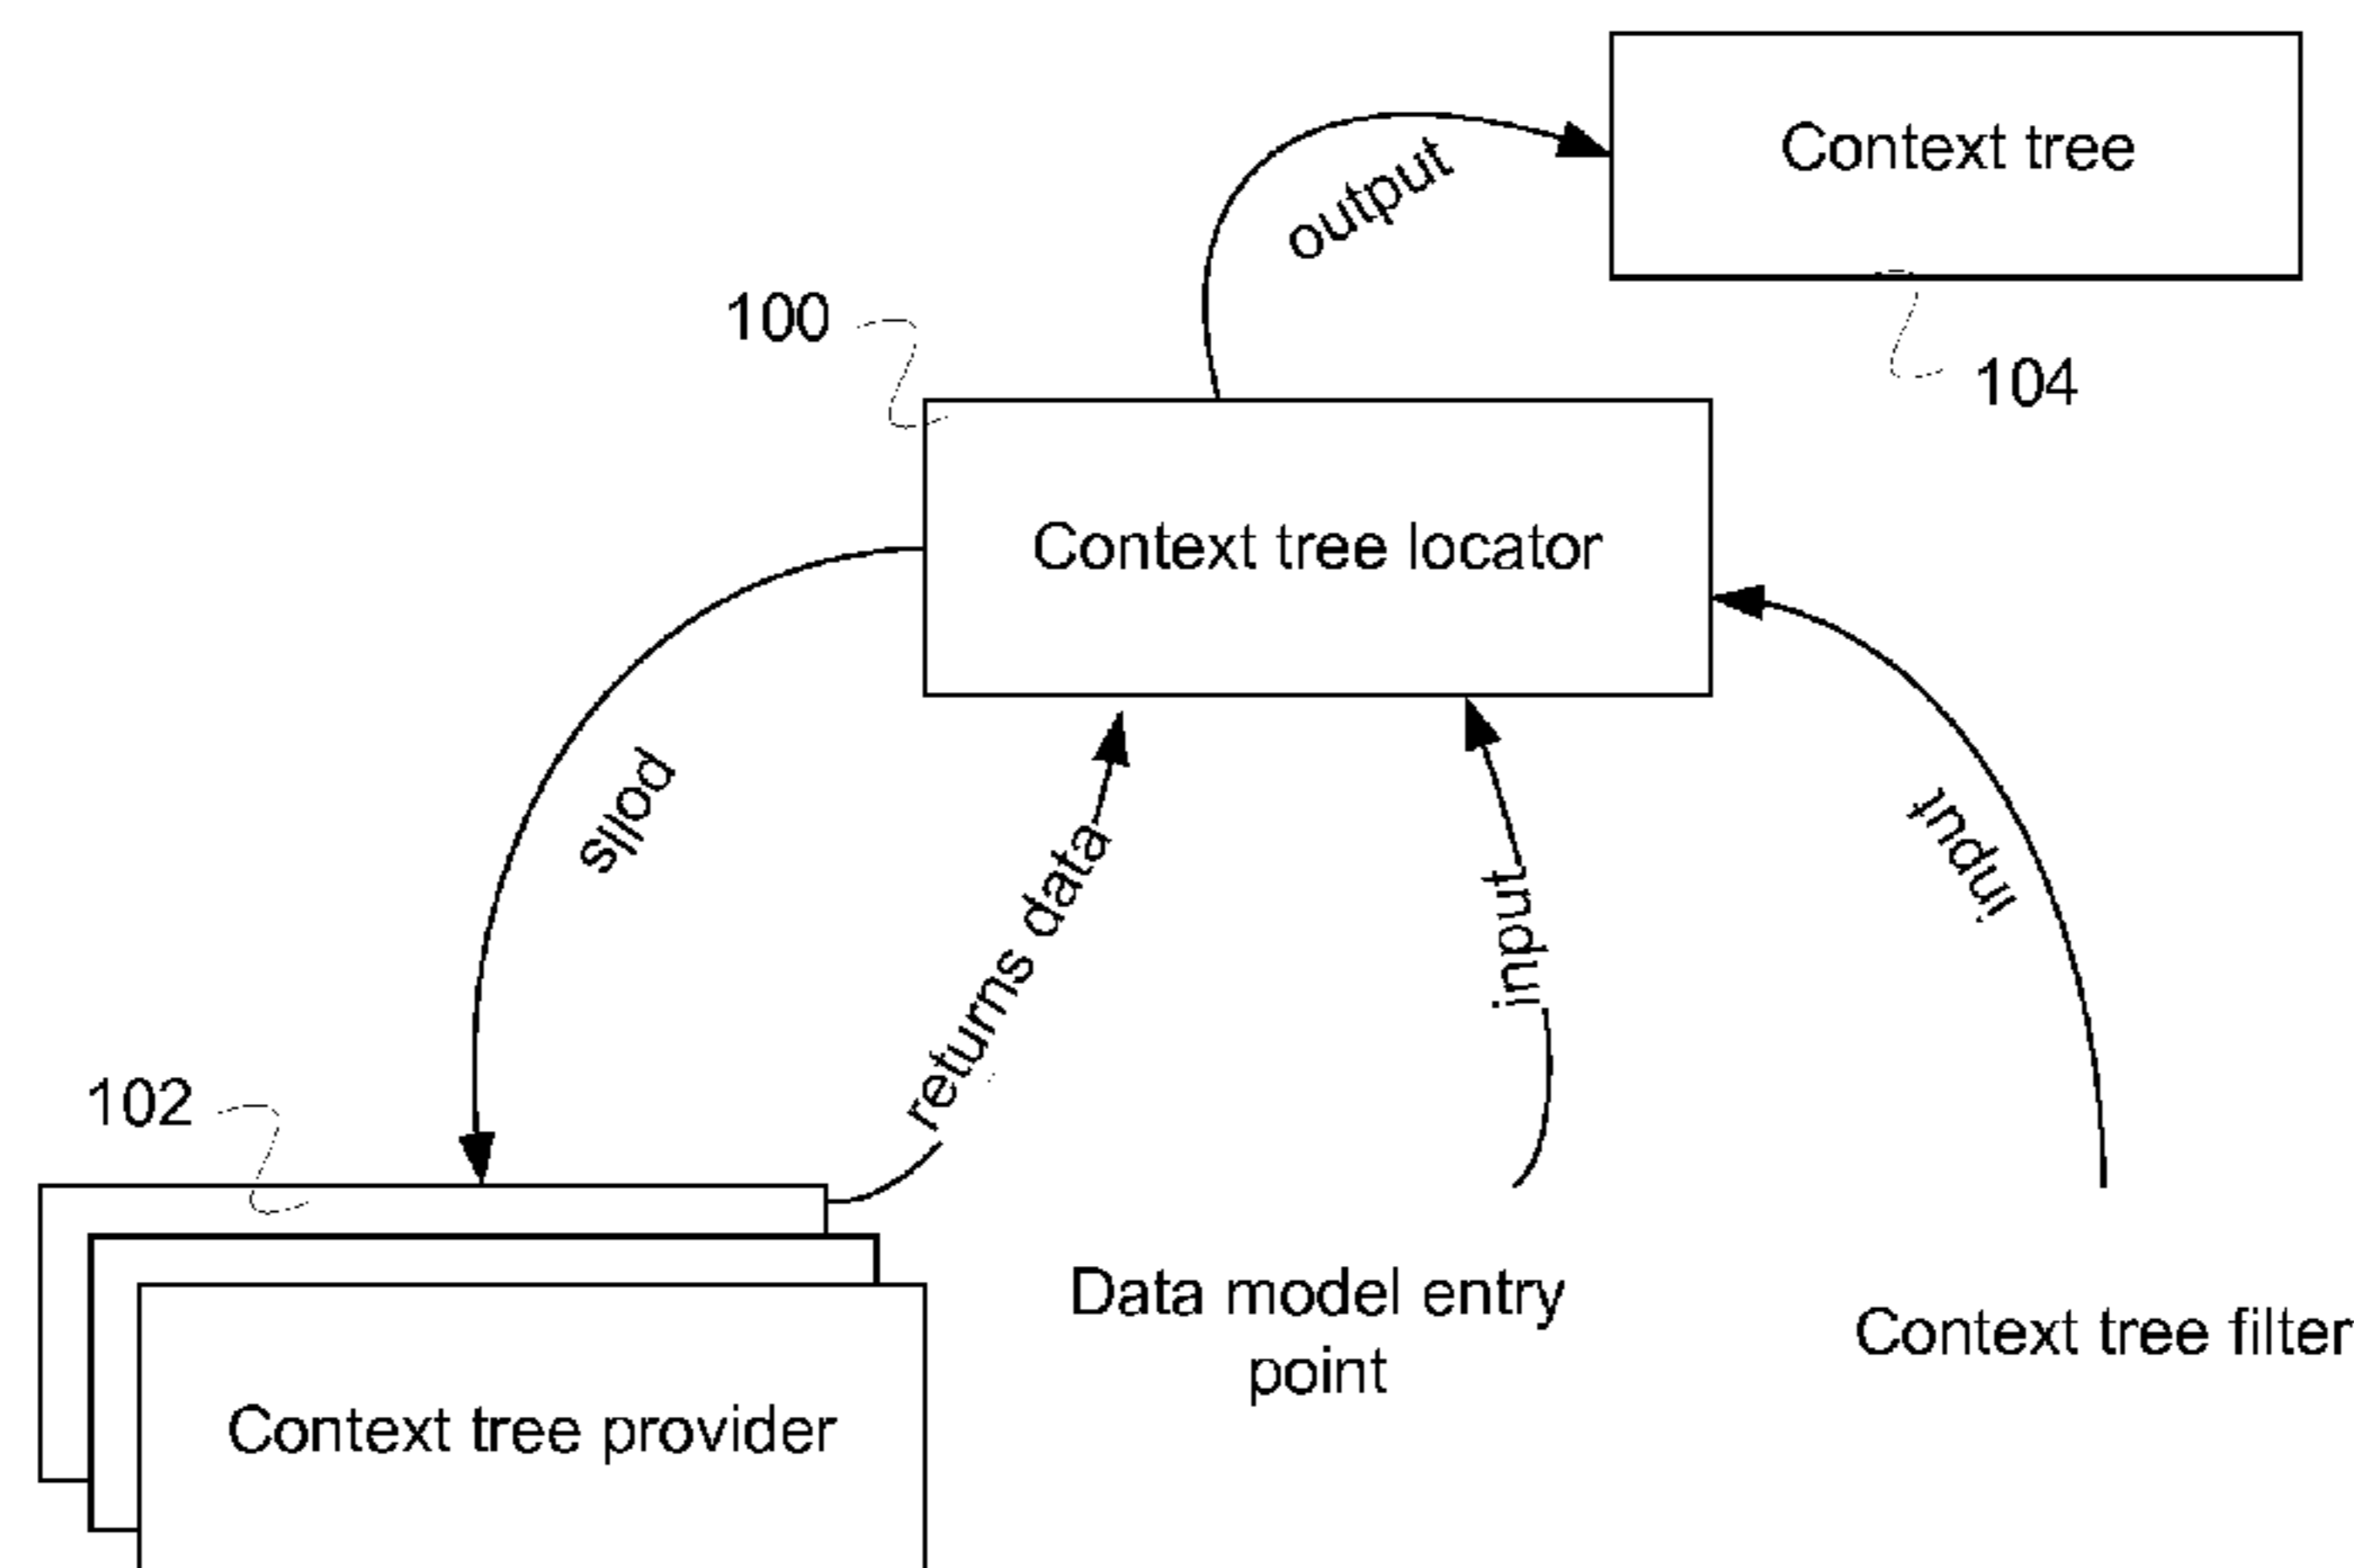 Context tree
output
100
104
Context tree locator
polls
returns data
input
input
102
Data model entry
point
Context tree filter
Context tree provider